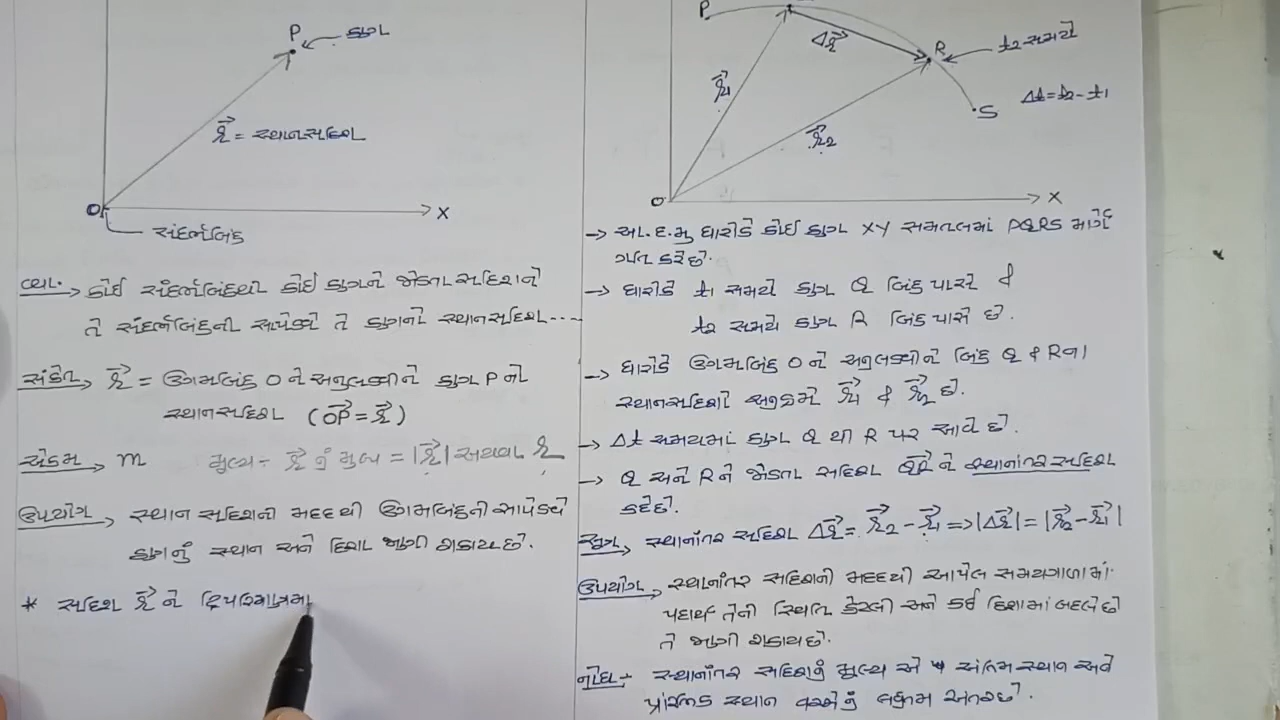 P
કણ
r⃗ = સ્થાનસદિશ
O
X
સંદર્ભબિંદુ
વ્યા. → કોઈ સંદર્ભબિંદુથી કોઈ કણને જોડતા સદિશને
તે સંદર્ભબિંદુની સાપેક્ષે તે કણનો સ્થાનસદિશ----
સંકેત → r⃗ = ઉગમબિંદુ O ને અનુલક્ષીને કણ P નો
સ્થાનસદિશ (OP⃗ = r⃗)
એકમ → m મૂલ્ય - r⃗ નું મૂલ્ય = |r⃗| અથવા r
ઉપયોગ → સ્થાન સદિશની મદદથી ઉગમબિંદુની સાપેક્ષે
કણનું સ્થાન અને દિશા જાણી શકાય છે.
* સદિશ r⃗ ને દ્વિપરિમાણમા
P
Δr⃗
R
t2 સમયે
r⃗1
S
Δt = t2 - t1
r⃗2
O
X
→ આ.દ.મુ ધારોકે કોઈ કણ XY સમતલમાં PQRS માર્ગે
ગતિ કરે છે.
→ ધારોકે t1 સમયે કણ Q બિંદુ પાસે &
t2 સમયે કણ R બિંદુ પાસે છે.
→ ધારોકે ઉગમબિંદુ O ને અનુલક્ષીને બિંદુ Q & R ના
સ્થાનસદિશો અનુક્રમે r⃗1 & r⃗2 છે.
→ Δt સમયમાં કણ Q થી R પર આવે છે.
→ Q અને R ને જોડતા સદિશ QR⃗ ને સ્થાનાંતર સદિશ
કહે છે.
સૂત્ર → સ્થાનાંતર સદિશ Δr⃗ = r⃗2 - r⃗1 => |Δr⃗| = |r⃗2 - r⃗1|
ઉપયોગ → સ્થાનાંતર સદિશની મદદથી આપેલ સમયગાળામાં
પદાર્થ તેની સ્થિતિ કેટલી અને કઈ દિશામાં બદલે છે
તે જાણી શકાય છે.
નોંધ - સ્થાનાંતર સદિશનું મૂલ્ય એ અંતિમ સ્થાન અને
પ્રારંભિક સ્થાન વચ્ચેનું લઘુત્તમ અંતર છે.